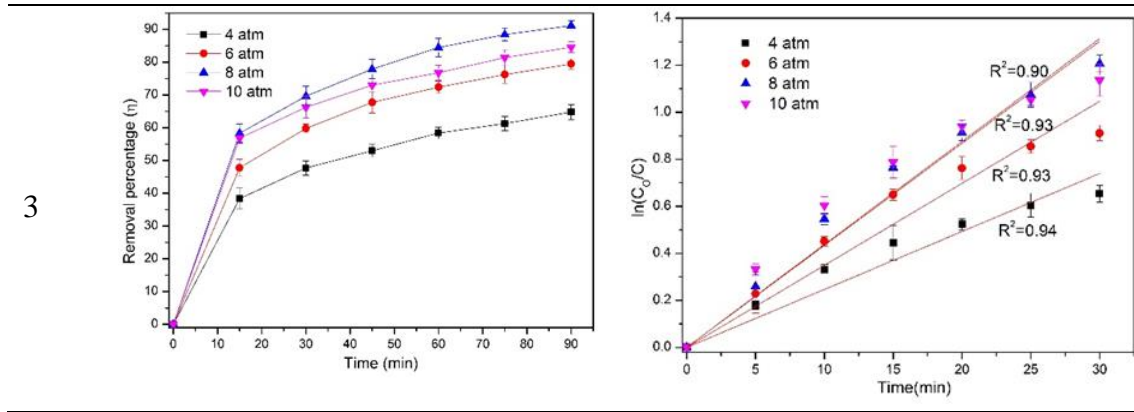 3
90
80
70
60
50
40
30
20
10
0
Removal percentage (η)
4 atm
6 atm
8 atm
10 atm
0 10 20 30 40 50 60 70 80 90
Time (min)
1.4
1.2
1.0
0.8
0.6
0.4
0.2
0.0
ln(C₀/C)
4 atm
6 atm
8 atm
10 atm
R²=0.90
R²=0.93
R²=0.93
R²=0.94
0 5 10 15 20 25 30
Time(min)